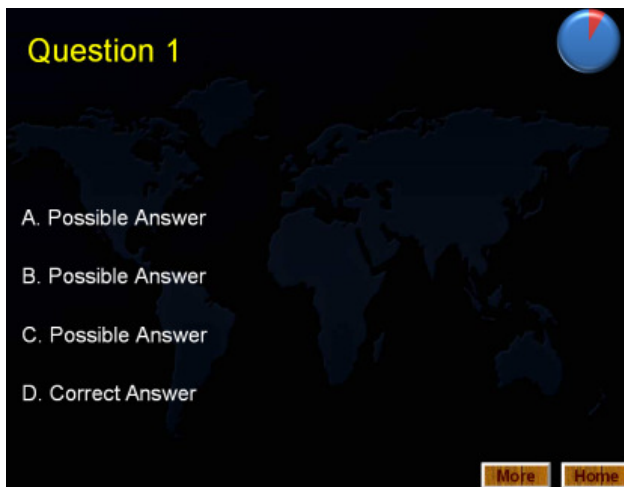 Question 1
A. Possible Answer
B. Possible Answer
C. Possible Answer
D. Correct Answer
More Home